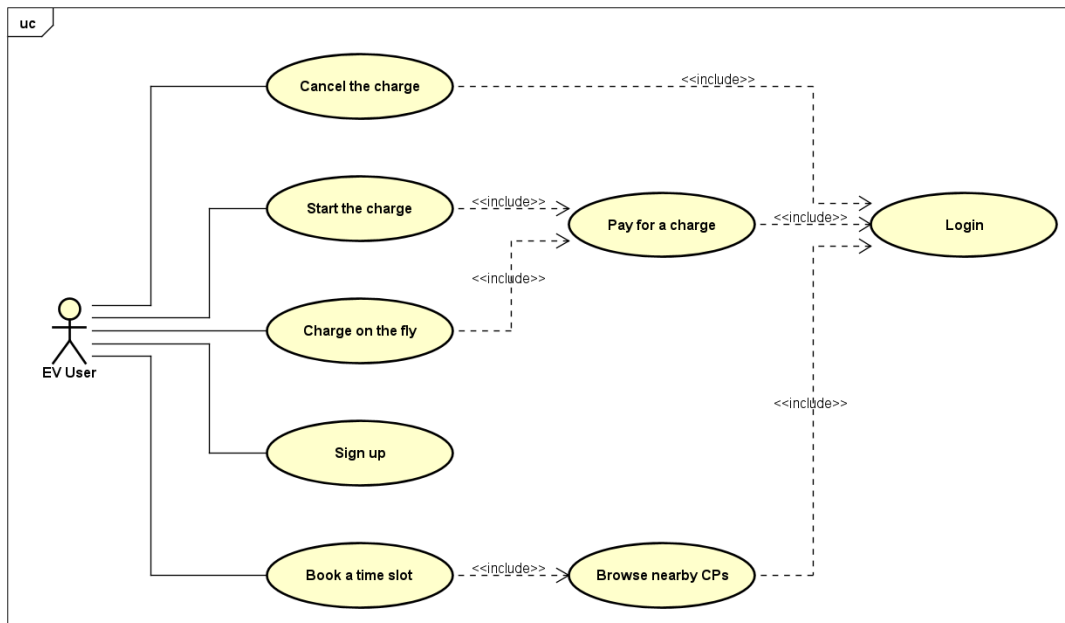 uc
Cancel the charge
<<include>>
Start the charge
<<include>>
Pay for a charge
<<include>>
Login
<<include>>
Charge on the fly
EV User
<<include>>
Sign up
Book a time slot
<<include>>
Browse nearby CPs